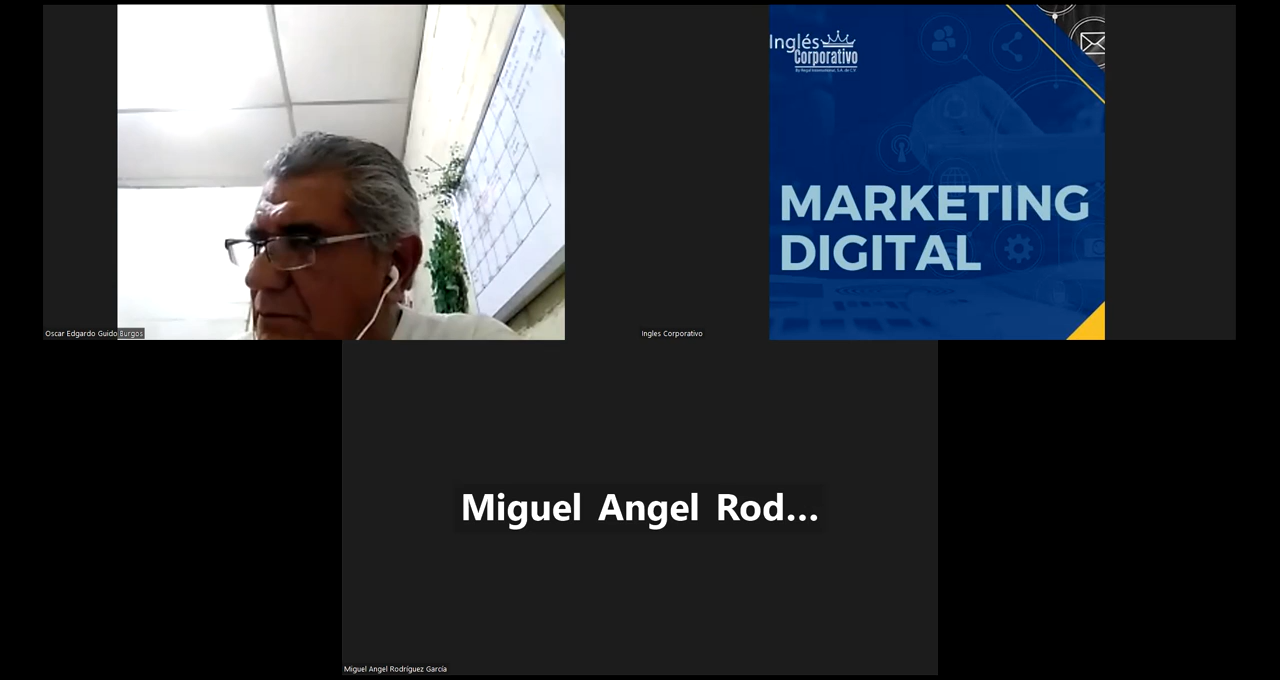 Oscar Edgardo Guido Burgos
Inglés
Corporativo
MARKETING
DIGITAL
Ingles Corporativo
Miguel Angel Rod...
Miguel Angel Rodríguez García